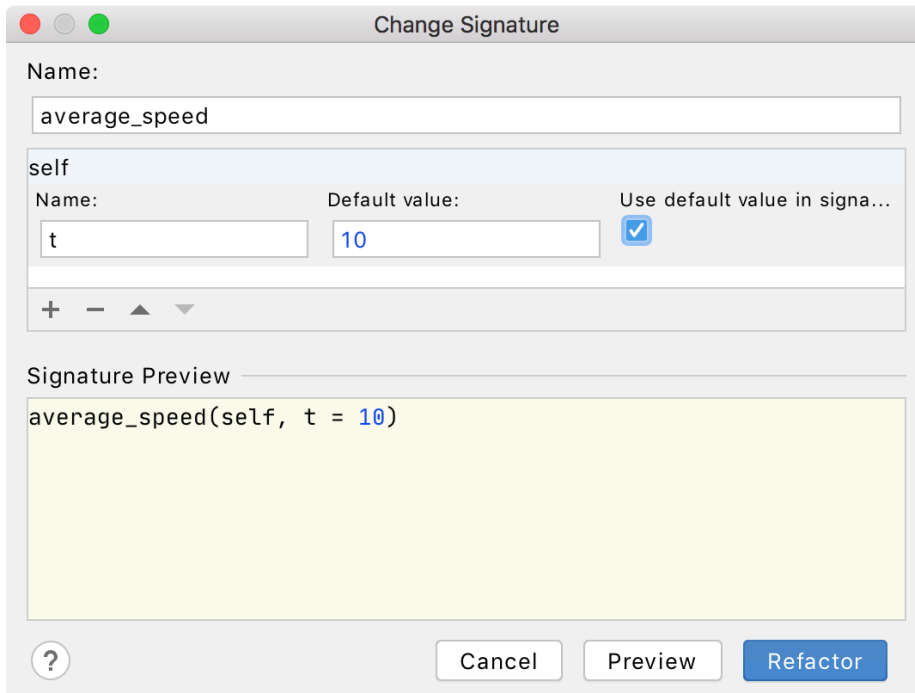 Change Signature
Name:
average_speed
self
Name: Default value: Use default value in signa...
t 10
Signature Preview
average_speed(self, t = 10)
? Cancel Preview Refactor